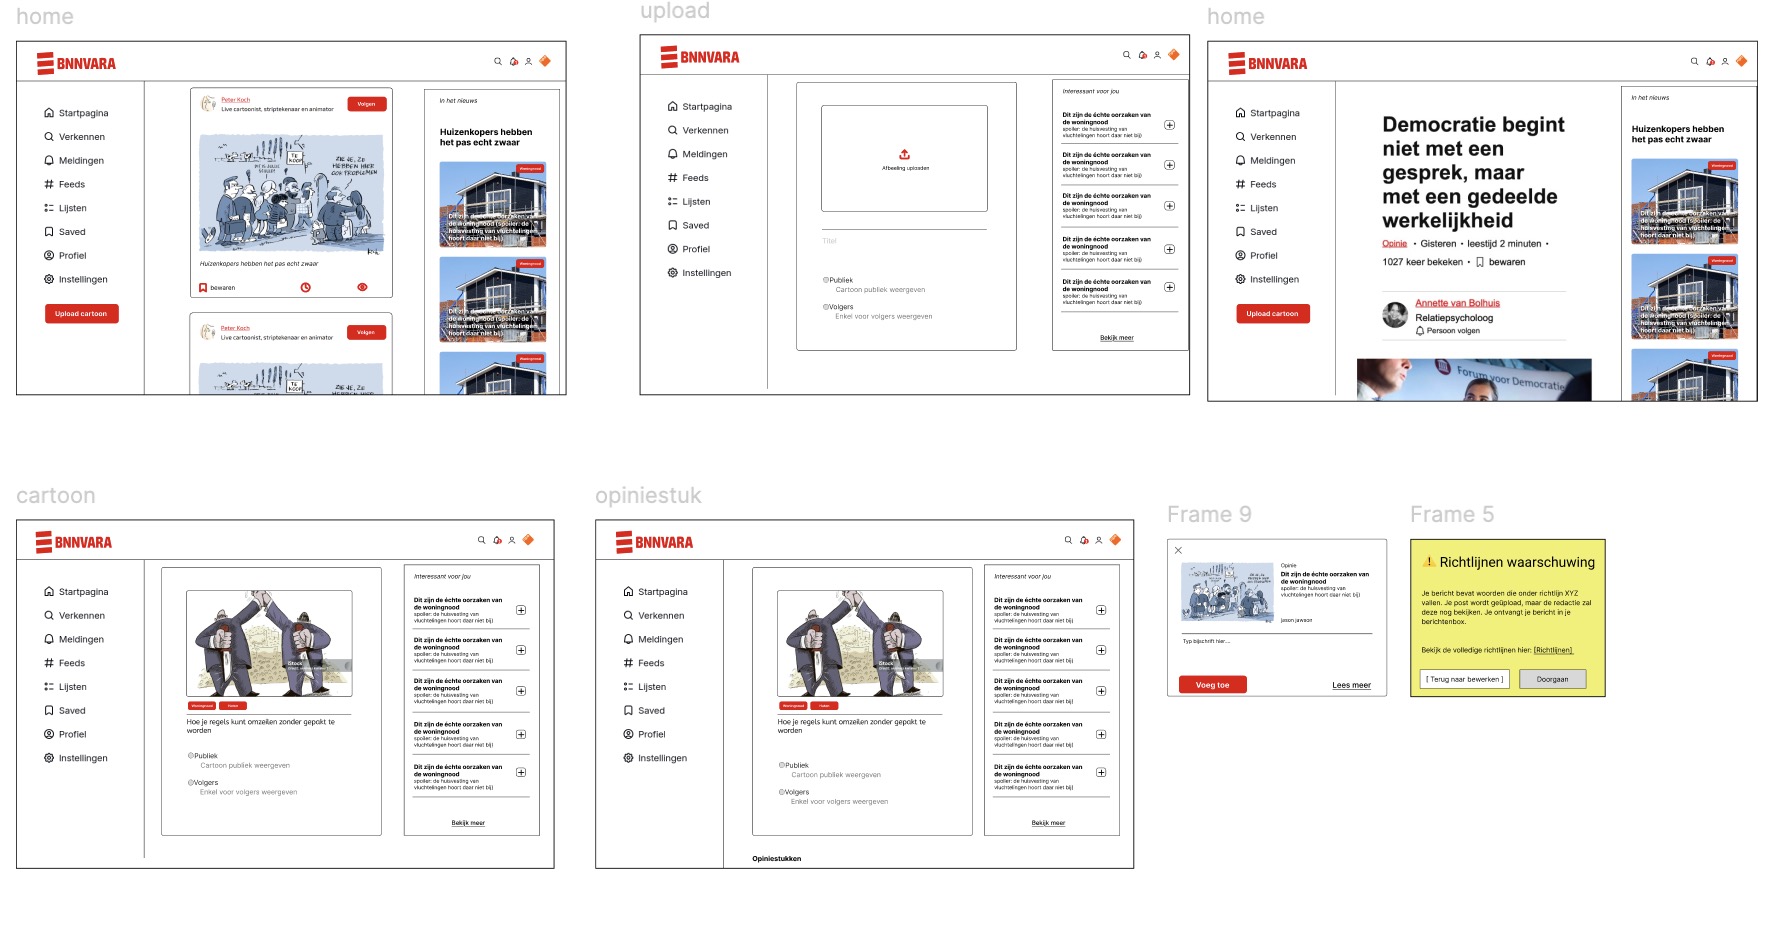 home
BNNVARA
Startpagina
Verkennen
Meldingen
Feeds
Lijsten
Saved
Profiel
Instellingen
Upload cartoon
Peter Koch
Live cartoonist, striptekenaar en animator
Volgen
TE
KOOP
ZIE JE, ZE
HEBBEN HIER
OOK PROBLEMEN
Huizenkopers hebben het pas echt zwaar
bewaren
Peter Koch
Live cartoonist, striptekenaar en animator
Volgen
TE
KOOP
ZIE JE, ZE
HEBBEN HIER
OOK PROBLEMEN
In het nieuws
Huizenkopers hebben
het pas echt zwaar
Woningnood
Dit zijn de échte oorzaken van
de woningnood (spoiler: de
huisvesting van vluchtelingen
hoort daar niet bij)
Woningnood
Dit zijn de échte oorzaken van
de woningnood (spoiler: de
huisvesting van vluchtelingen
hoort daar niet bij)
Woningnood
upload
BNNVARA
Startpagina
Verkennen
Meldingen
Feeds
Lijsten
Saved
Profiel
Instellingen
Afbeeling uploaden
Titel
Publiek
Cartoon publiek weergeven
Volgers
Enkel voor volgers weergeven
Interessant voor jou
Dit zijn de échte oorzaken van
de woningnood
spoiler: de huisvesting van
vluchtelingen hoort daar niet bij)
Dit zijn de échte oorzaken van
de woningnood
spoiler: de huisvesting van
vluchtelingen hoort daar niet bij)
Dit zijn de échte oorzaken van
de woningnood
spoiler: de huisvesting van
vluchtelingen hoort daar niet bij)
Dit zijn de échte oorzaken van
de woningnood
spoiler: de huisvesting van
vluchtelingen hoort daar niet bij)
Dit zijn de échte oorzaken van
de woningnood
spoiler: de huisvesting van
vluchtelingen hoort daar niet bij)
Bekijk meer
home
BNNVARA
Startpagina
Verkennen
Meldingen
Feeds
Lijsten
Saved
Profiel
Instellingen
Upload cartoon
Democratie begint
niet met een
gesprek, maar
met een gedeelde
werkelijkheid
Opinie • Gisteren • leestijd 2 minuten •
1027 keer bekeken • bewaren
Annette van Bolhuis
Relatiepsycholoog
Persoon volgen
Forum voor Democratie
In het nieuws
Huizenkopers hebben
het pas echt zwaar
Woningnood
Dit zijn de échte oorzaken van
de woningnood (spoiler: de
huisvesting van vluchtelingen
hoort daar niet bij)
Woningnood
Dit zijn de échte oorzaken van
de woningnood (spoiler: de
huisvesting van vluchtelingen
hoort daar niet bij)
Woningnood
cartoon
BNNVARA
Startpagina
Verkennen
Meldingen
Feeds
Lijsten
Saved
Profiel
Instellingen
iStock
Woningnood
Hoe je regels kunt omzeilen zonder gepakt te
worden
Publiek
Cartoon publiek weergeven
Volgers
Enkel voor volgers weergeven
Interessant voor jou
Dit zijn de échte oorzaken van
de woningnood
spoiler: de huisvesting van
vluchtelingen hoort daar niet bij)
Dit zijn de échte oorzaken van
de woningnood
spoiler: de huisvesting van
vluchtelingen hoort daar niet bij)
Dit zijn de échte oorzaken van
de woningnood
spoiler: de huisvesting van
vluchtelingen hoort daar niet bij)
Dit zijn de échte oorzaken van
de woningnood
spoiler: de huisvesting van
vluchtelingen hoort daar niet bij)
Dit zijn de échte oorzaken van
de woningnood
spoiler: de huisvesting van
vluchtelingen hoort daar niet bij)
Bekijk meer
opiniestuk
BNNVARA
Startpagina
Verkennen
Meldingen
Feeds
Lijsten
Saved
Profiel
Instellingen
iStock
Woningnood
Hoe je regels kunt omzeilen zonder gepakt te
worden
Publiek
Cartoon publiek weergeven
Volgers
Enkel voor volgers weergeven
Opiniestukken
Interessant voor jou
Dit zijn de échte oorzaken van
de woningnood
spoiler: de huisvesting van
vluchtelingen hoort daar niet bij)
Dit zijn de échte oorzaken van
de woningnood
spoiler: de huisvesting van
vluchtelingen hoort daar niet bij)
Dit zijn de échte oorzaken van
de woningnood
spoiler: de huisvesting van
vluchtelingen hoort daar niet bij)
Dit zijn de échte oorzaken van
de woningnood
spoiler: de huisvesting van
vluchtelingen hoort daar niet bij)
Dit zijn de échte oorzaken van
de woningnood
spoiler: de huisvesting van
vluchtelingen hoort daar niet bij)
Bekijk meer
Frame 9
Opinie
Dit zijn de échte oorzaken van
de woningnood
spoiler: de huisvesting van
vluchtelingen hoort daar niet bij)
jason jawson
Typ bijschrift hier...
Voeg toe
Lees meer
Frame 5
Richtlijnen waarschuwing
Je bericht bevat woorden die onder richtlijn XYZ
vallen. Je post wordt geüpload, maar de redactie zal
deze nog bekijken. Je ontvangt je bericht in je
berichtenbox.
Bekijk de volledige richtlijnen hier: [Richtlijnen]
[ Terug naar bewerken ]
Doorgaan